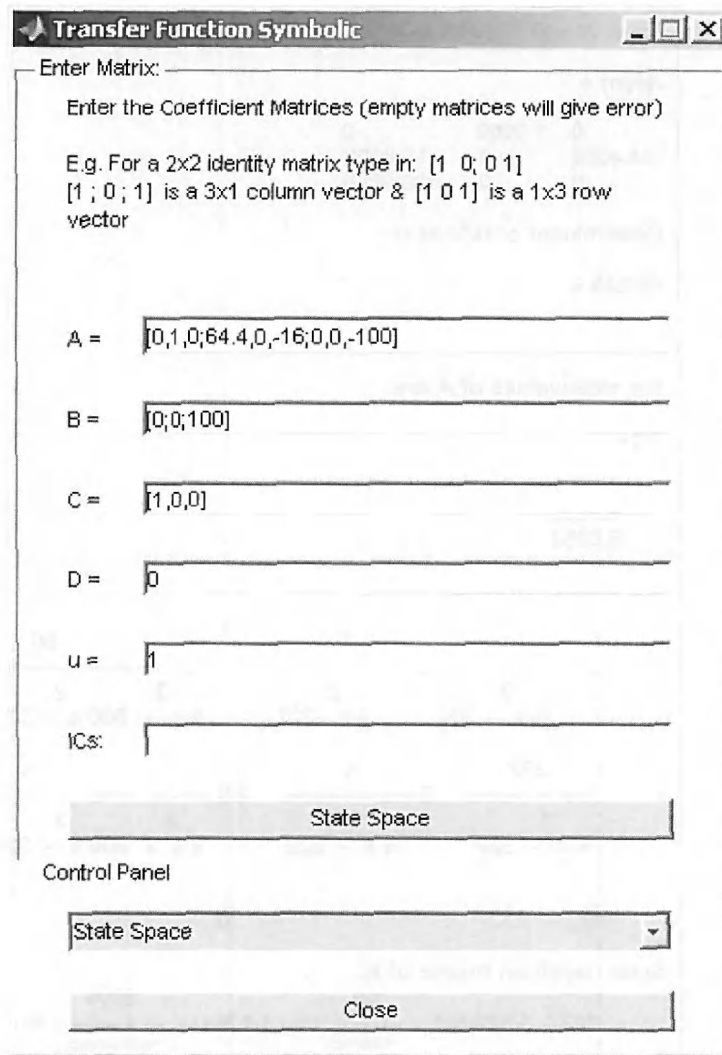 Transfer Function Symbolic
Enter Matrix:
Enter the Coefficient Matrices (empty matrices will give error)
E.g. For a 2x2 identity matrix type in: [1 0; 0 1]
[1 ; 0 ; 1] is a 3x1 column vector & [1 0 1] is a 1x3 row
vector
A = [0,1,0;64.4,0,-16;0,0,-100]
B = [0;0;100]
C = [1,0,0]
D = 0
u = 1
ICs:
State Space
Control Panel
State Space
Close